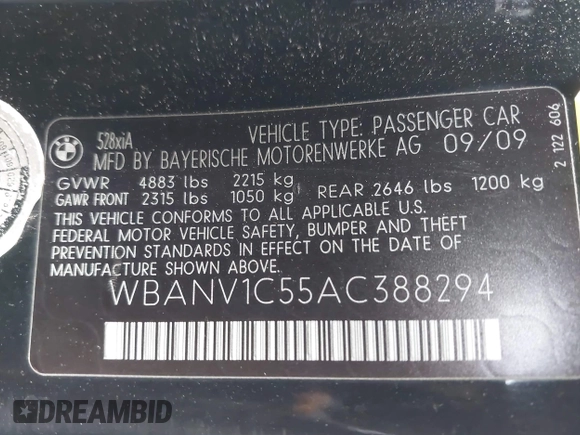 528xiA
VEHICLE TYPE: PASSENGER CAR
MFD BY BAYERISCHE MOTORENWERKE AG 09/09
GVWR 4883 lbs 2215 kg
GAWR FRONT 2315 lbs 1050 kg REAR 2646 lbs 1200 kg
THIS VEHICLE CONFORMS TO ALL APPLICABLE U.S.
FEDERAL MOTOR VEHICLE SAFETY, BUMPER AND THEFT
PREVENTION STANDARDS IN EFFECT ON THE DATE OF
MANUFACTURE SHOWN ABOVE.
WBANV1C55AC388294
2 122 606
DREAMBID